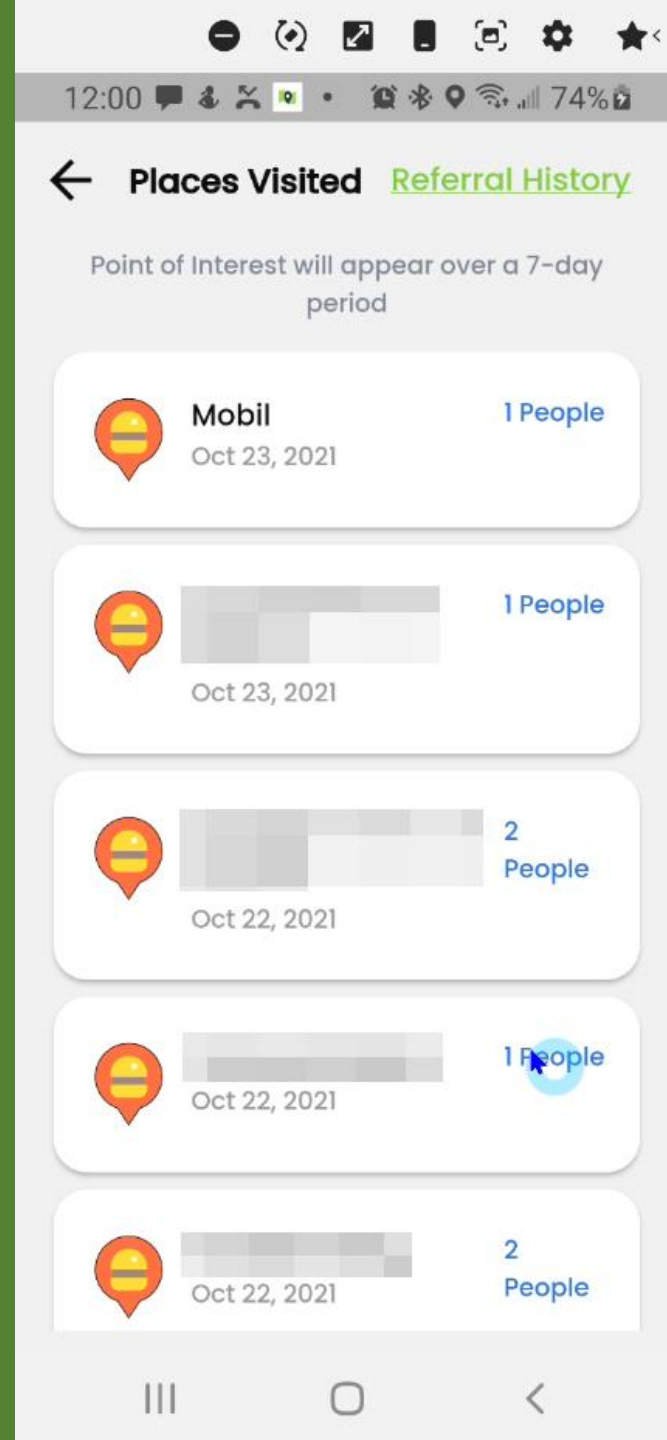 12:00
74%
Places Visited Referral History
Point of Interest will appear over a 7-day
period
Mobil
1 People
Oct 23, 2021
1 People
Oct 23, 2021
2
People
Oct 22, 2021
1 People
Oct 22, 2021
2
People
Oct 22, 2021